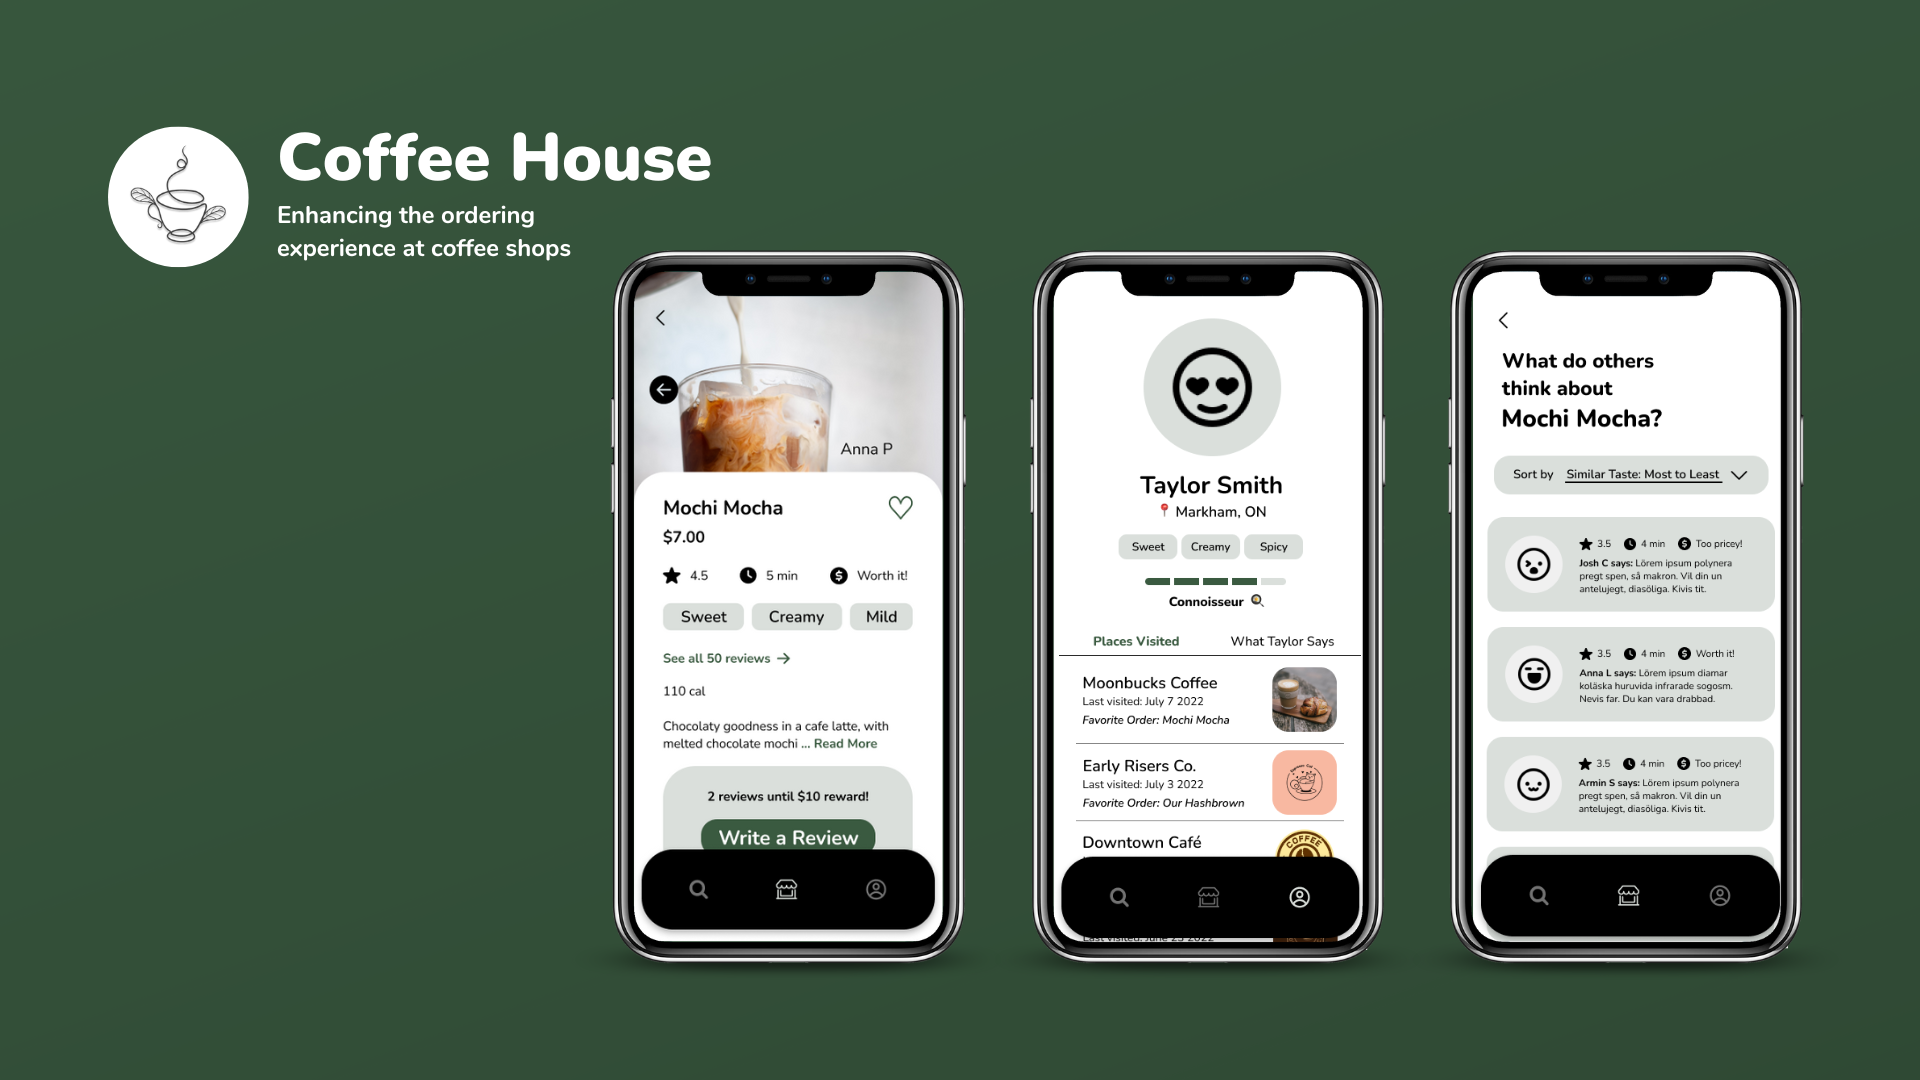 Coffee House
Enhancing the ordering
experience at coffee shops
Anna P
Mochi Mocha
$7.00
4.5 5 min Worth it!
Sweet Creamy Mild
See all 50 reviews →
110 cal
Chocolaty goodness in a cafe latte, with
melted chocolate mochi ... Read More
2 reviews until $10 reward!
Write a Review
Taylor Smith
Markham, ON
Sweet Creamy Spicy
Connoisseur
Places Visited What Taylor Says
Moonbucks Coffee
Last visited: July 7 2022
Favorite Order: Mochi Mocha
Early Risers Co.
Last visited: July 3 2022
Favorite Order: Our Hashbrown
Downtown Café
COFFEE
Last visited: June 25 2022
What do others
think about
Mochi Mocha?
Sort by Similar Taste: Most to Least
3.5 4 min Too pricey!
Josh C says: Lörem ipsum polynera
pregt spen, så makron. Vil din un
antelujegt, diasöliga. Kivis tit.
3.5 4 min Worth it!
Anna L says: Lörem ipsum diamar
koläska huruvida infrarade sogosm.
Nevis far. Du kan vara drabbad.
3.5 4 min Too pricey!
Armin S says: Lörem ipsum polynera
pregt spen, så makron. Vil din un
antelujegt, diasöliga. Kivis tit.